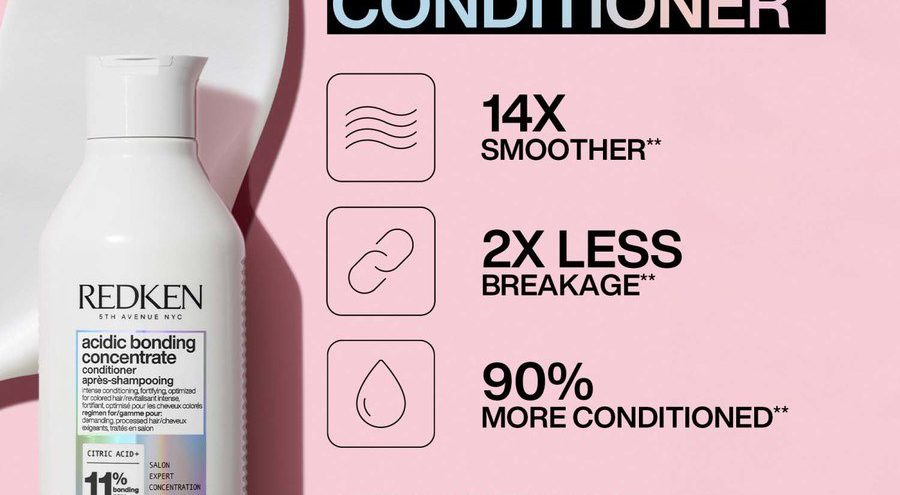 CONDITIONER
14X
SMOOTHER**
2X LESS
BREAKAGE**
90%
MORE CONDITIONED**
REDKEN
5TH AVENUE NYC
acidic bonding
concentrate
conditioner
après-shampooing
intense conditioning, fortifying, optimized
for colored hair/revitalisant intense,
fortifiant, optimisé pour les cheveux colorés
regimen for/gamme pour:
demanding, processed hair/cheveux
exigeants, traités en salon
CITRIC ACID+
11%
bonding
SALON
EXPERT
CONCENTRATION